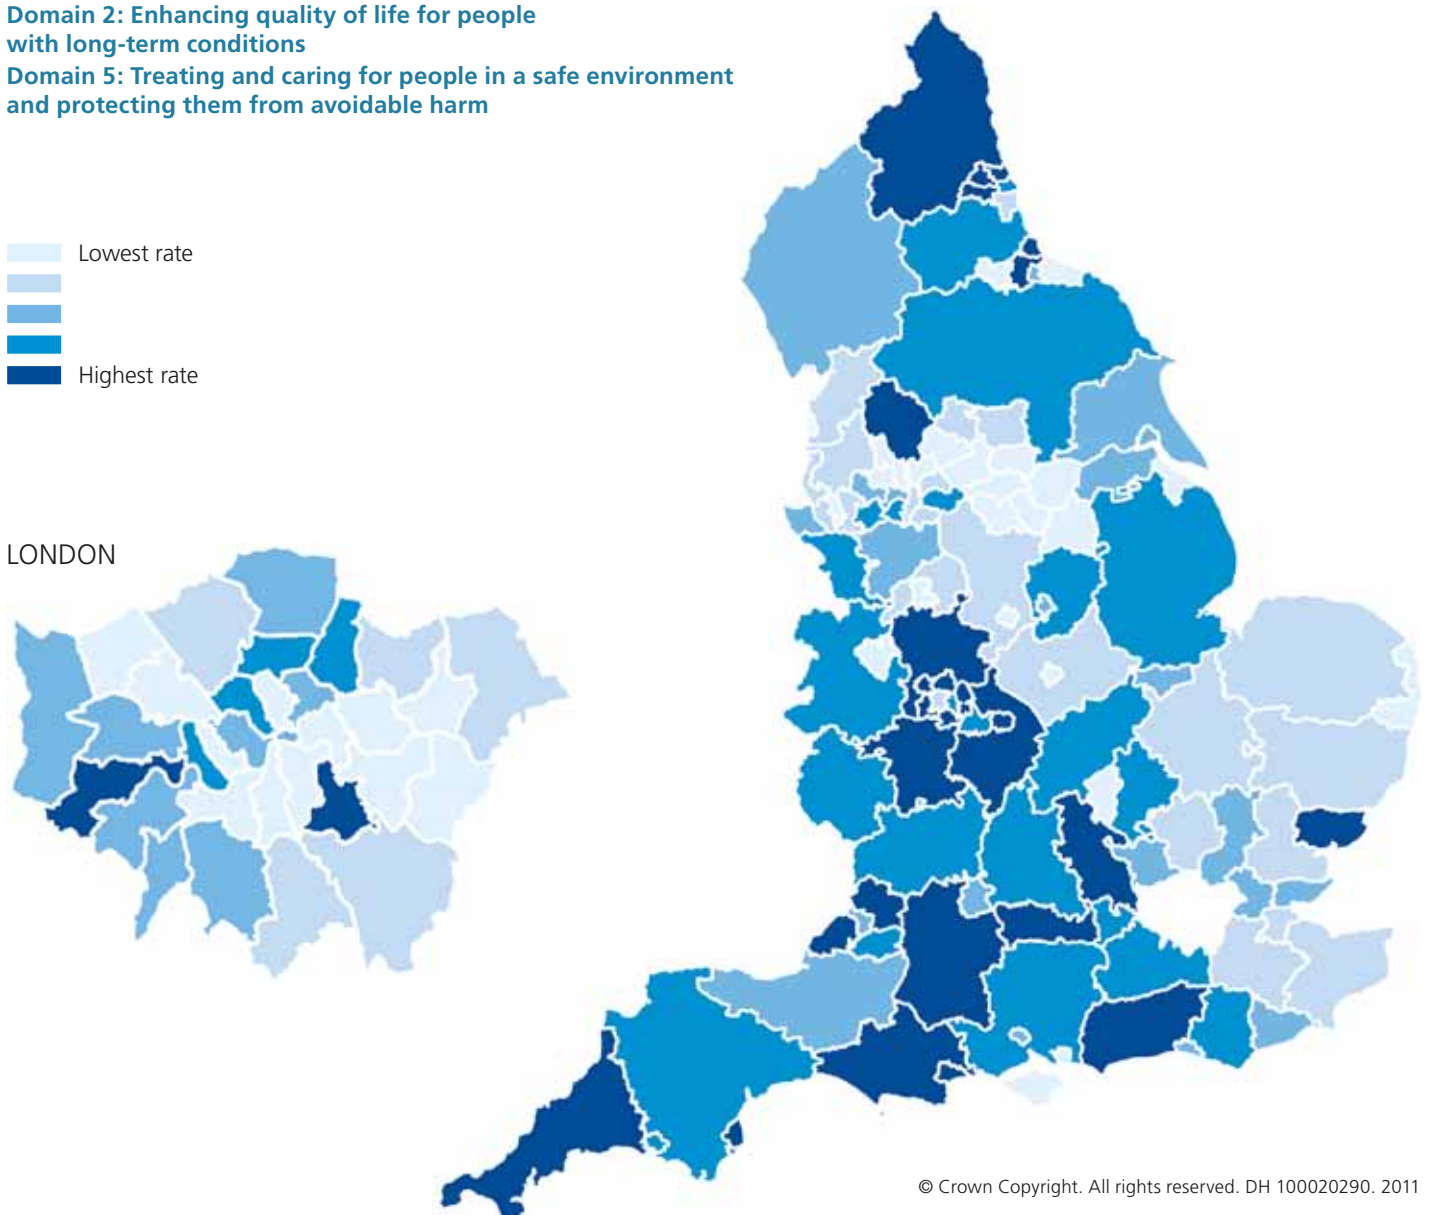 Domain 2: Enhancing quality of life for people
with long-term conditions
Domain 5: Treating and caring for people in a safe environment
and protecting them from avoidable harm
Lowest rate
Highest rate
LONDON
© Crown Copyright. All rights reserved. DH 100020290. 2011